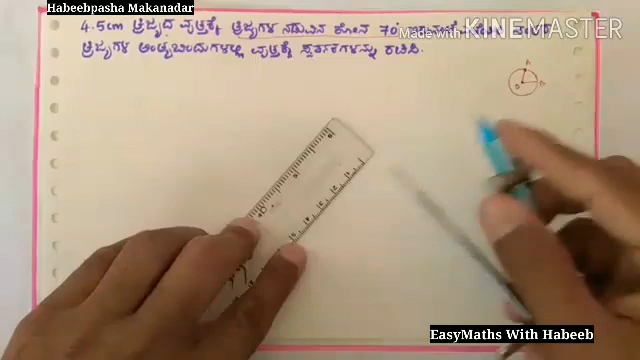 Habeebpasha Makanadar
Made with KINEMASTER
4.5cm ತ್ರಿಜ್ಯದ ವೃತ್ತಕ್ಕೆ ತ್ರಿಜ್ಯಗಳ ನಡುವಿನ ಕೋನ 70°
ತ್ರಿಜ್ಯಗಳ ಅಂತ್ಯಬಿಂದುಗಳಲ್ಲಿ ವೃತ್ತಕ್ಕೆ ಸ್ಪರ್ಶಕಗಳನ್ನು ರಚಿಸಿ.
EasyMaths With Habeeb